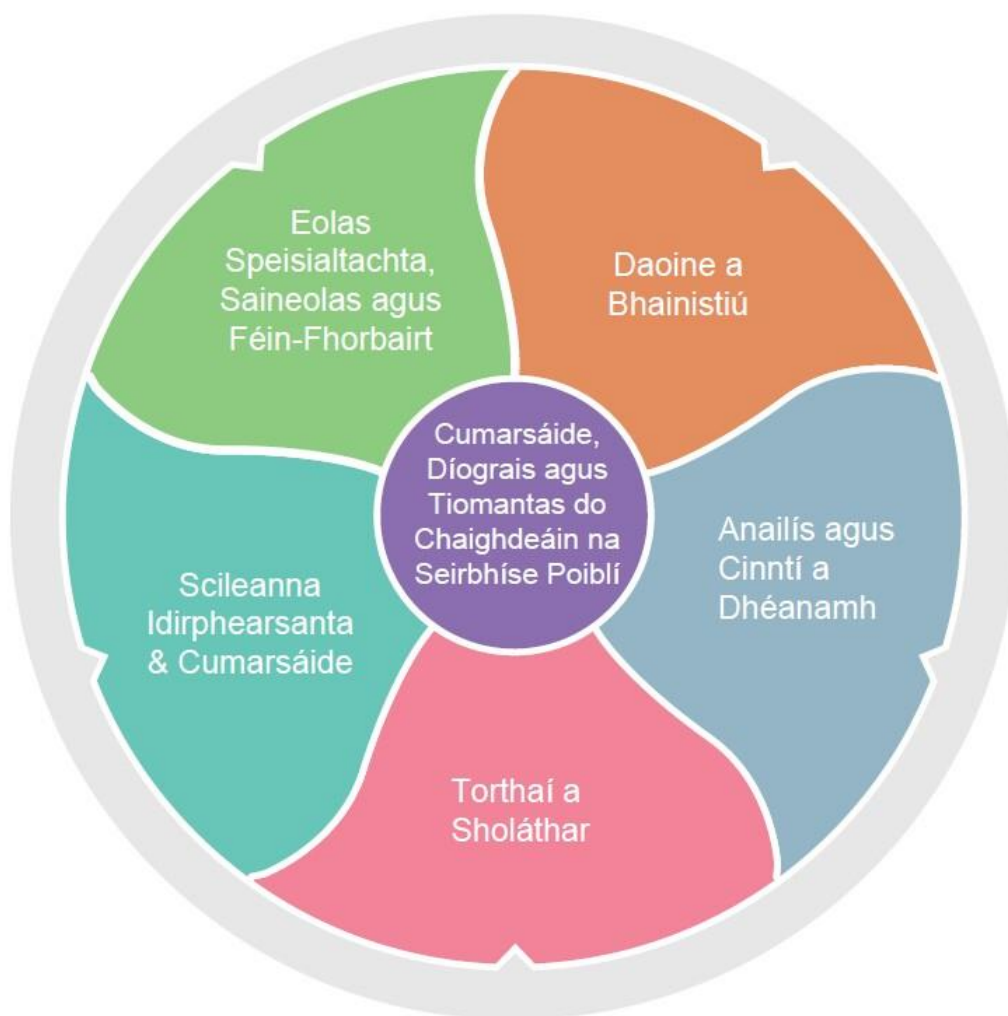 Eolas
Speisialtachta,
Saineolas agus
Féin-Fhorbairt
Daoine a
Bhainistiú
Cumarsáide,
Díograis agus
Tiomantas do
Chaighdeáin na
Seirbhíse Poiblí
Anailís agus
Cinntí a
Dhéanamh
Scileanna
Idirphearsanta
& Cumarsáide
Torthaí a
Sholáthar